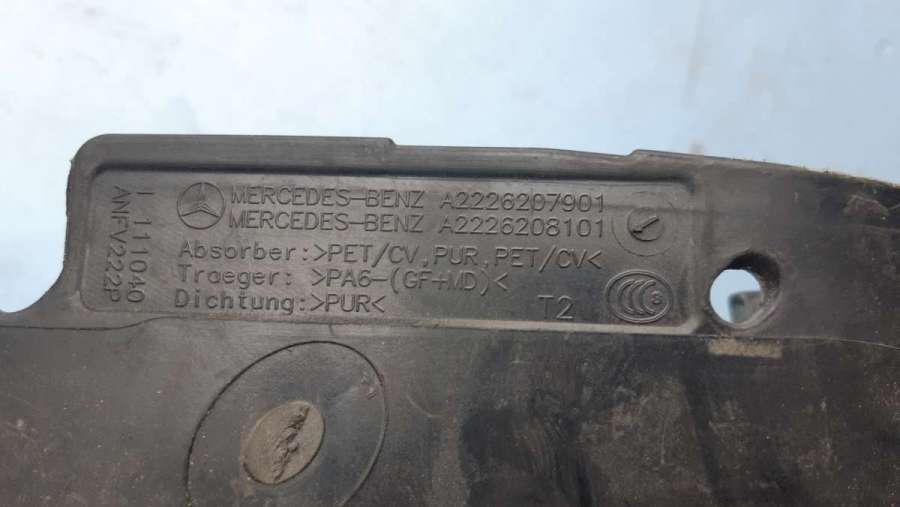 MERCEDES-BENZ A2226207901
MERCEDES-BENZ A2226208101
Absorber:>PET/CV,PUR,PET/CV<
Traeger:>PA6-(GF+MD)<
Dichtung:>PUR<
T2
I 111040
ANFV222P
CCC S